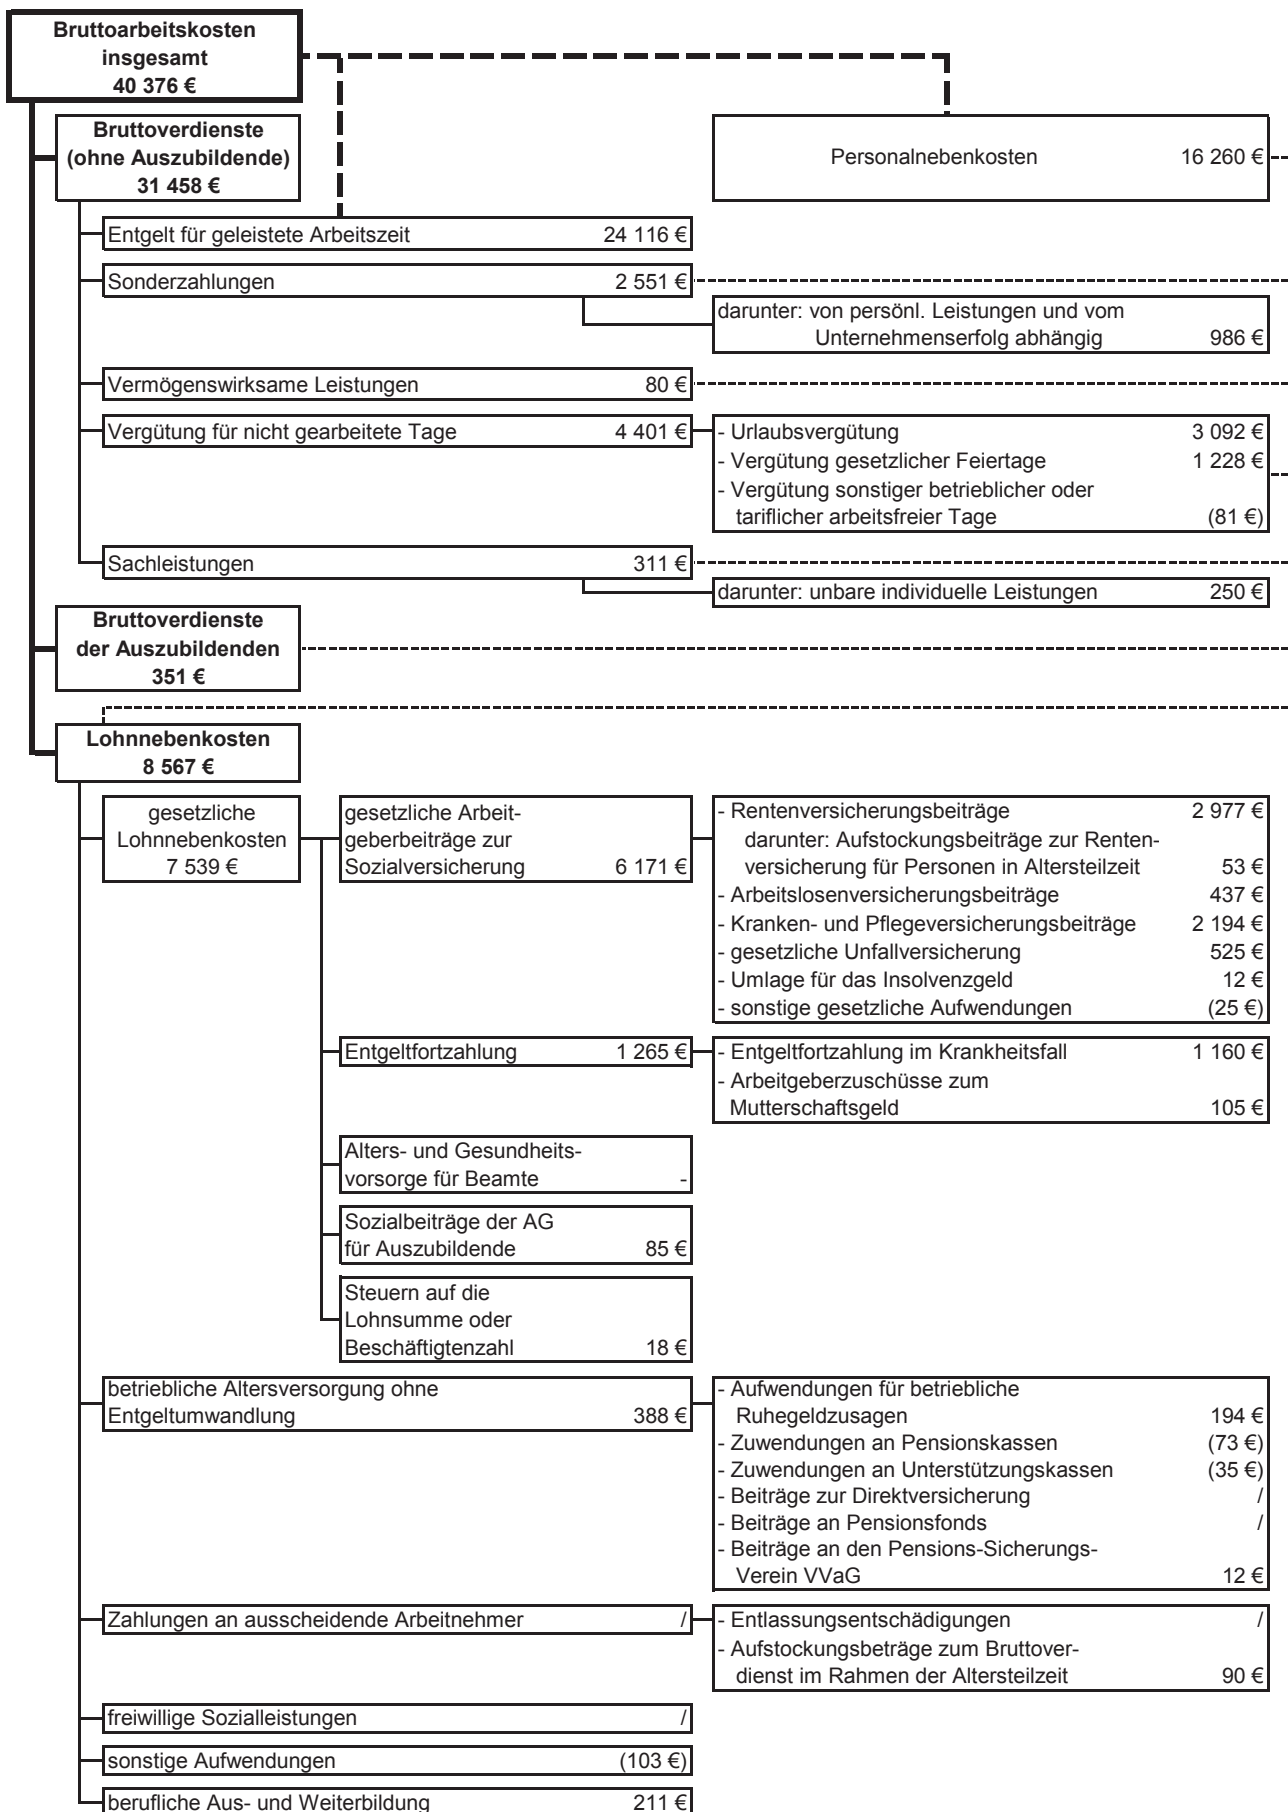 Bruttoarbeitskosten
insgesamt
40 376 €
Bruttoverdienste
(ohne Auszubildende)
31 458 €
Personalnebenkosten 16 260 €
Entgelt für geleistete Arbeitszeit 24 116 €
Sonderzahlungen 2 551 €
darunter: von persönl. Leistungen und vom
Unternehmenserfolg abhängig 986 €
Vermögenswirksame Leistungen 80 €
Vergütung für nicht gearbeitete Tage 4 401 €
- Urlaubsvergütung 3 092 €
- Vergütung gesetzlicher Feiertage 1 228 €
- Vergütung sonstiger betrieblicher oder
tariflicher arbeitsfreier Tage (81 €)
Sachleistungen 311 €
darunter: unbare individuelle Leistungen 250 €
Bruttoverdienste
der Auszubildenden
351 €
Lohnnebenkosten
8 567 €
gesetzliche
Lohnnebenkosten
7 539 €
gesetzliche Arbeit-
geberbeiträge zur
Sozialversicherung 6 171 €
- Rentenversicherungsbeiträge 2 977 €
darunter: Aufstockungsbeiträge zur Renten-
versicherung für Personen in Altersteilzeit 53 €
- Arbeitslosenversicherungsbeiträge 437 €
- Kranken- und Pflegeversicherungsbeiträge 2 194 €
- gesetzliche Unfallversicherung 525 €
- Umlage für das Insolvenzgeld 12 €
- sonstige gesetzliche Aufwendungen (25 €)
Entgeltfortzahlung 1 265 €
- Entgeltfortzahlung im Krankheitsfall 1 160 €
- Arbeitgeberzuschüsse zum
Mutterschaftsgeld 105 €
Alters- und Gesundheits-
vorsorge für Beamte -
Sozialbeiträge der AG
für Auszubildende 85 €
Steuern auf die
Lohnsumme oder
Beschäftigtenzahl 18 €
betriebliche Altersversorgung ohne
Entgeltumwandlung 388 €
- Aufwendungen für betriebliche
Ruhegeldzusagen 194 €
- Zuwendungen an Pensionskassen (73 €)
- Zuwendungen an Unterstützungskassen (35 €)
- Beiträge zur Direktversicherung /
- Beiträge an Pensionsfonds /
- Beiträge an den Pensions-Sicherungs-
Verein VVaG 12 €
Zahlungen an ausscheidende Arbeitnehmer /
- Entlassungsentschädigungen /
- Aufstockungsbeträge zum Bruttover-
dienst im Rahmen der Altersteilzeit 90 €
freiwillige Sozialleistungen /
sonstige Aufwendungen (103 €)
berufliche Aus- und Weiterbildung 211 €